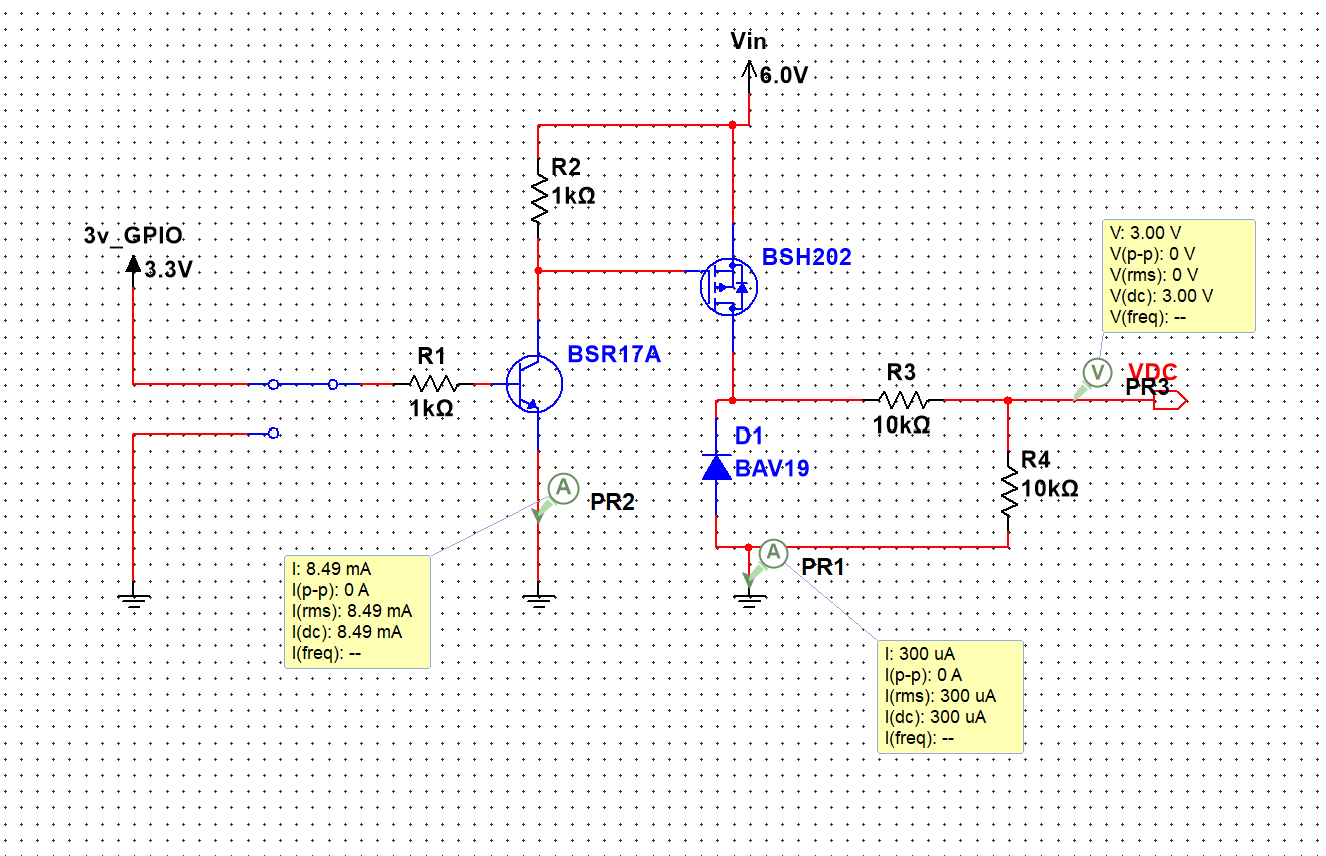 Vin
6.0V
R2
1kΩ
3v_GPIO
3.3V
BSH202
V: 3.00 V
V(p-p): 0 V
V(rms): 0 V
V(dc): 3.00 V
V(freq): --
R1
1kΩ
BSR17A
R3
10kΩ
V
VDC
PR3
D1
BAV19
R4
10kΩ
A
PR2
A
PR1
I: 8.49 mA
I(p-p): 0 A
I(rms): 8.49 mA
I(dc): 8.49 mA
I(freq): --
I: 300 uA
I(p-p): 0 A
I(rms): 300 uA
I(dc): 300 uA
I(freq): --